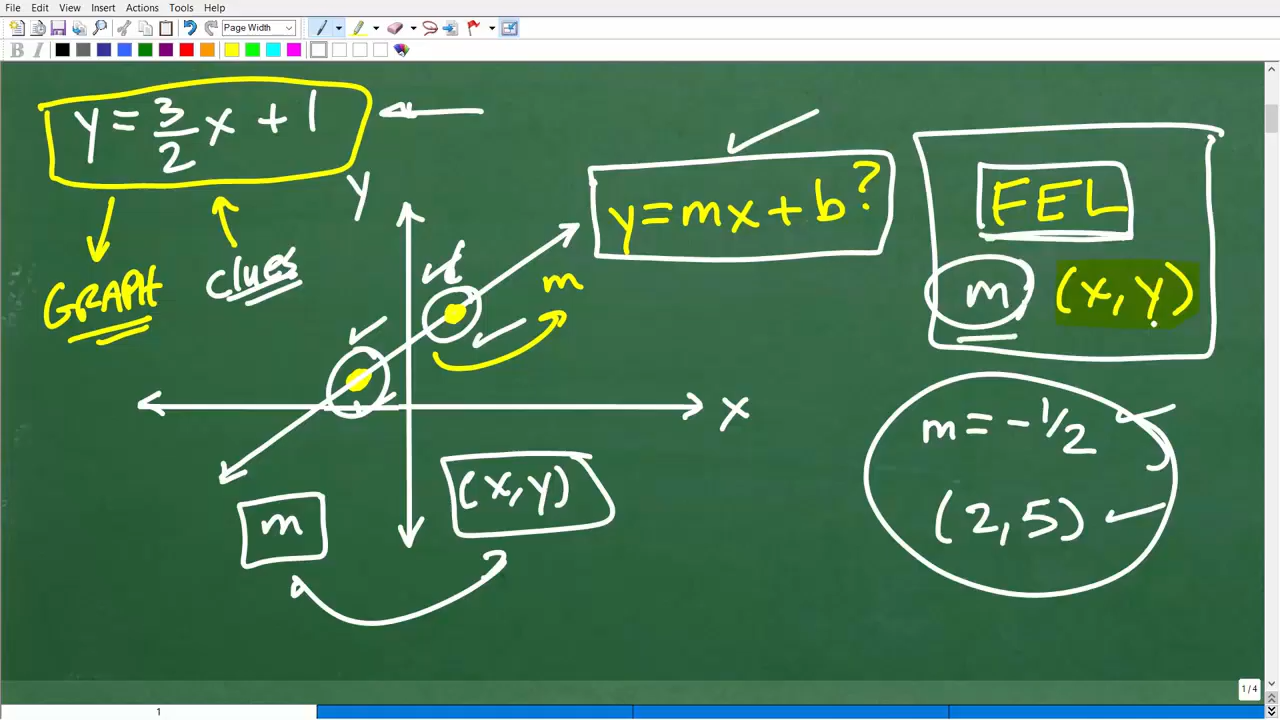 File Edit View Insert Actions Tools Help
Page Width
B I
y = 3/2 x + 1
GRAPH
clues
y
x
m
y = mx + b ?
FEL
m (x, y)
m = -1/2
(2, 5)
m
(x, y)
1/4
1